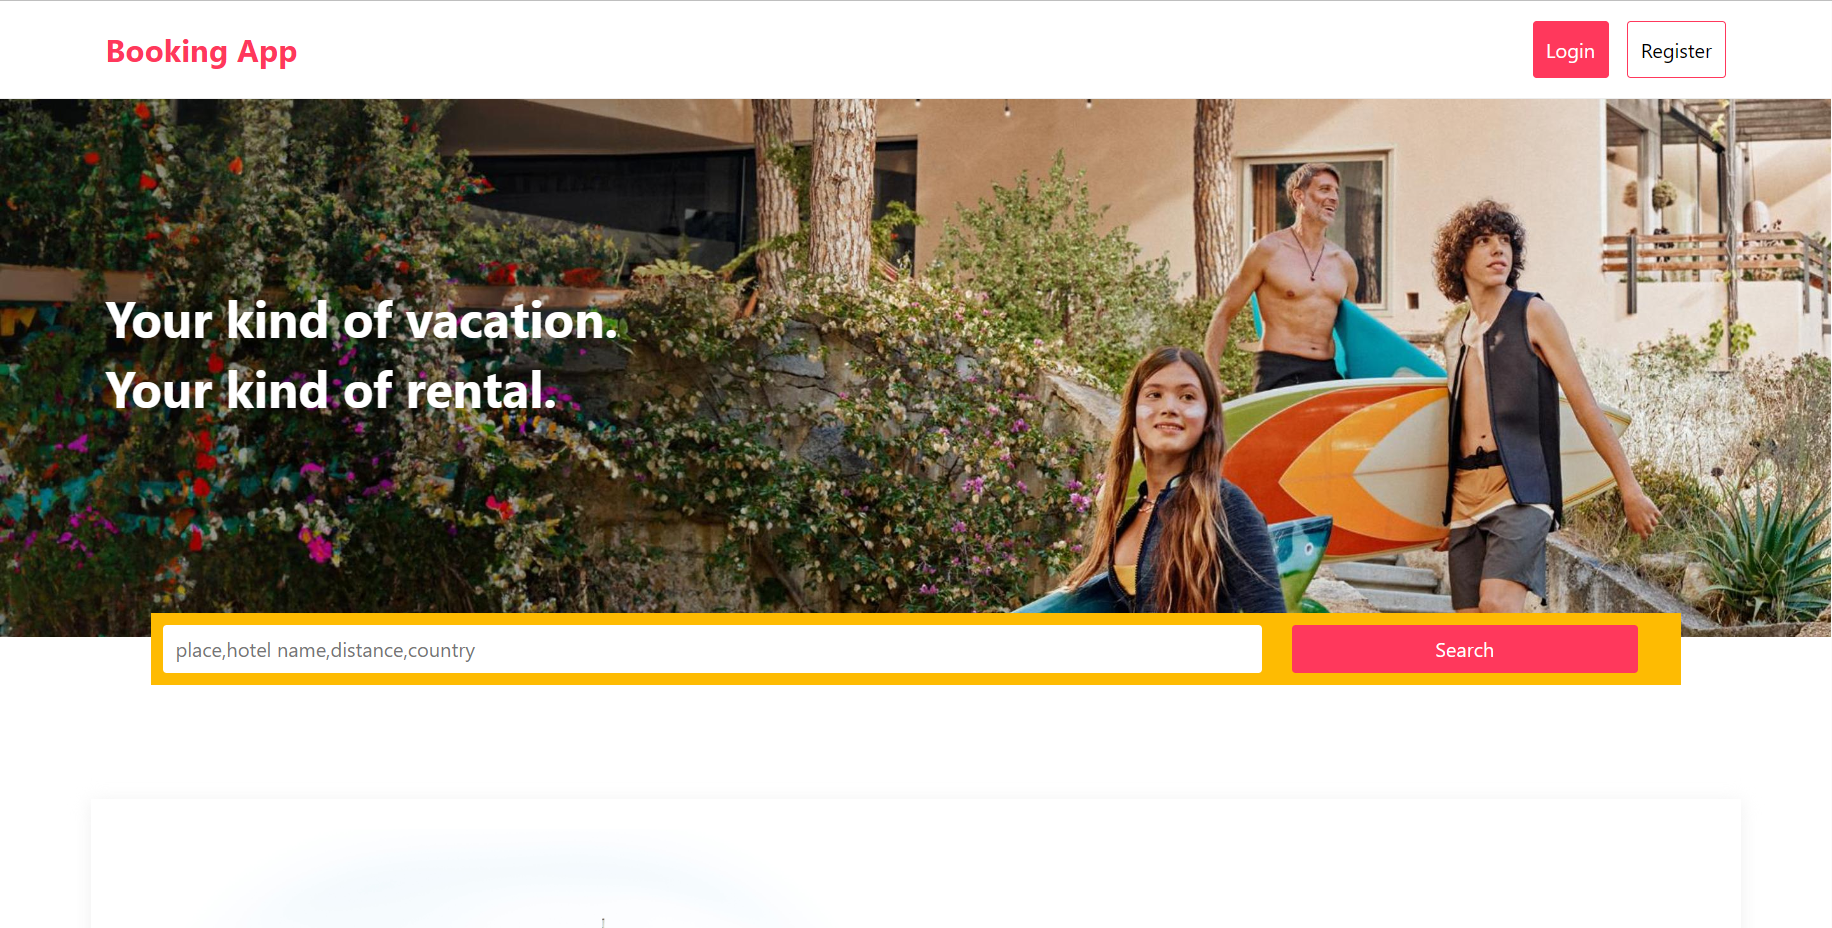 Booking App
Login
Register
Your kind of vacation.
Your kind of rental.
place,hotel name,distance,country
Search